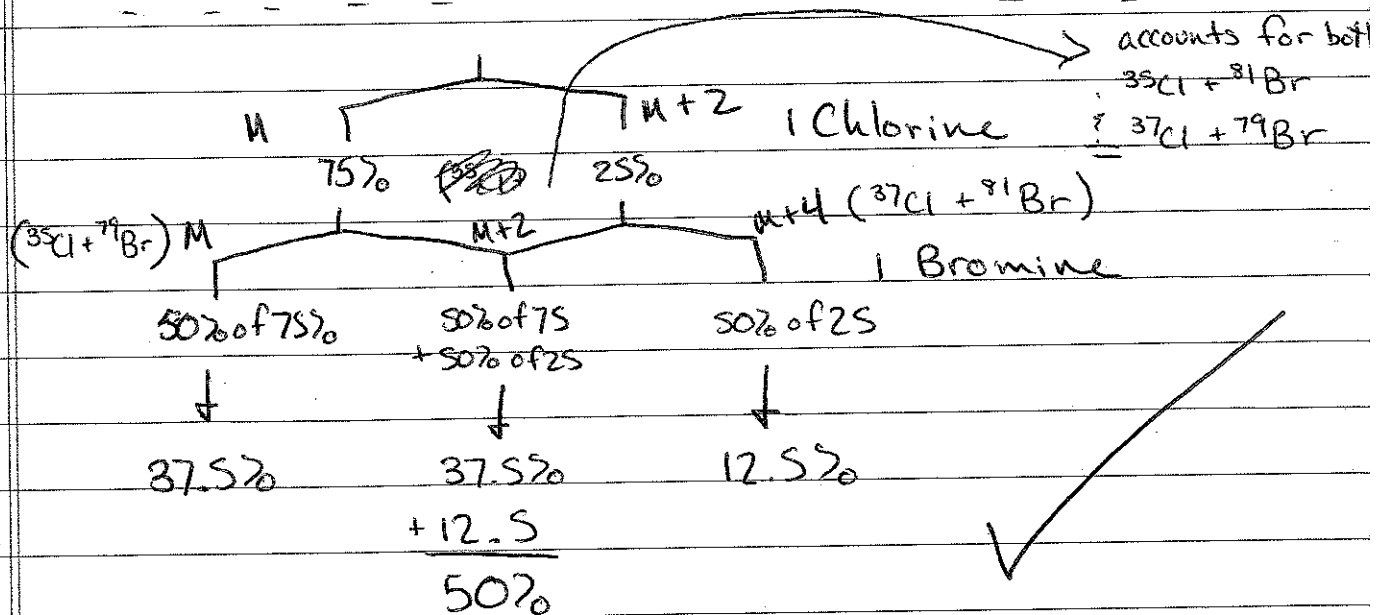 accounts for both
³⁵Cl + ⁸¹Br
M M+2 1 Chlorine & ³⁷Cl + ⁷⁹Br
75% 25%
(³⁵Cl + ⁷⁹Br) M M+2 M+4 (³⁷Cl + ⁸¹Br)
1 Bromine
50% of 75% 50% of 75 50% of 25
+ 50% of 25
37.5% 37.5% 12.5%
+ 12.5
50%